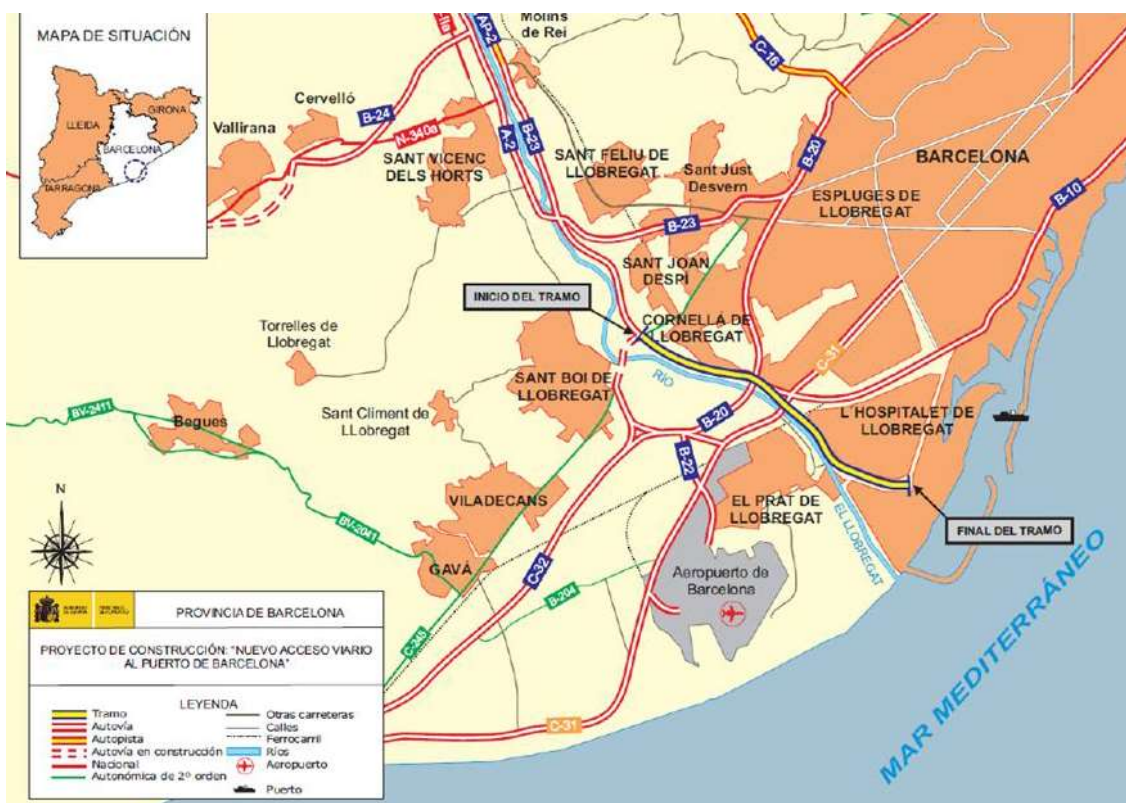 MAPA DE SITUACIÓN
LLEIDA
GIRONA
BARCELONA
TARRAGONA
AP-2
Molins
de Rei
C-16
Cervelló
Vallirana
B-24
N-340a
A-2
B-23
B-20
SANT VICENC
DELS HORTS
SANT FELIU DE
LLOBREGAT
Sant Just
Desvern
BARCELONA
ESPLUGES DE
LLOBREGAT
B-10
B-23
SANT JOAN
DESPÍ
INICIO DEL TRAMO
CORNELLÁ DE
LLOBREGAT
C-31
Torrelles de
Llobregat
SANT BOI DE
LLOBREGAT
RÍO
BV-2411
Begues
Sant Climent de
LLobregat
B-20
L´HOSPITALET DE
LLOBREGAT
B-22
N
VILADECANS
EL PRAT DE
LLOBREGAT
EL LLOBREGAT
FINAL DEL TRAMO
BV-2041
GAVÁ
C-32
Aeropuerto de
Barcelona
B-204
C-245
C-31
MAR MEDITERRÁNEO
PROVINCIA DE BARCELONA
PROYECTO DE CONSTRUCCIÓN: "NUEVO ACCESO VIARIO
AL PUERTO DE BARCELONA"
LEYENDA
Tramo
Autovía
Autopista
Autovía en construcción
Nacional
Autonómica de 2º orden
Otras carreteras
Calles
Ferrocarril
Ríos
Aeropuerto
Puerto